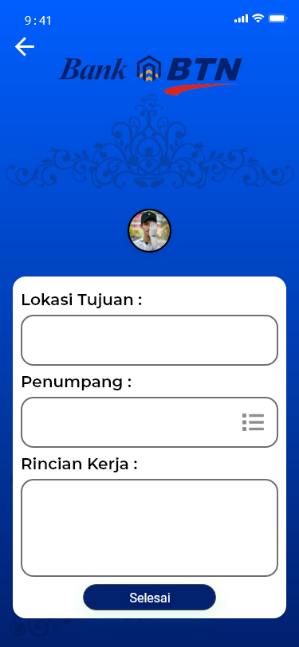 9:41
Bank BTN
Lokasi Tujuan :
Penumpang :
Rincian Kerja :
Selesai